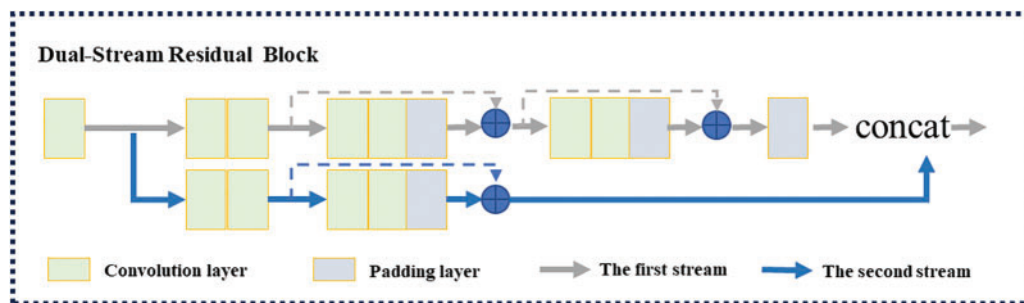 Dual-Stream Residual Block
concat
Convolution layer
Padding layer
The first stream
The second stream